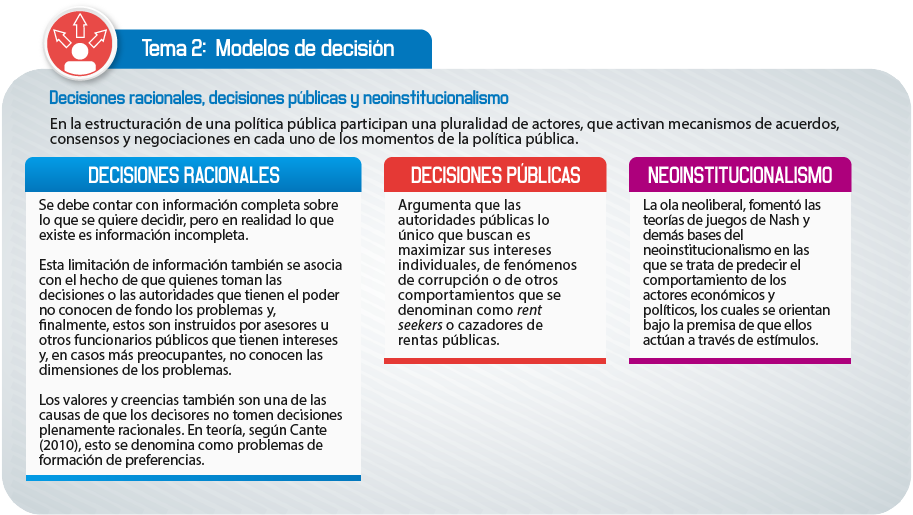 Tema 2: Modelos de decisión
Decisiones racionales, decisiones públicas y neoinstitucionalismo
En la estructuración de una política pública participan una pluralidad de actores, que activan mecanismos de acuerdos,
consensos y negociaciones en cada uno de los momentos de la política pública.
DECISIONES RACIONALES
Se debe contar con información completa sobre
lo que se quiere decidir, pero en realidad lo que
existe es información incompleta.
Esta limitación de información también se asocia
con el hecho de que quienes toman las
decisiones o las autoridades que tienen el poder
no conocen de fondo los problemas y,
finalmente, estos son instruidos por asesores u
otros funcionarios públicos que tienen intereses
y, en casos más preocupantes, no conocen las
dimensiones de los problemas.
Los valores y creencias también son una de las
causas de que los decisores no tomen decisiones
plenamente racionales. En teoría, según Cante
(2010), esto se denomina como problemas de
formación de preferencias.
DECISIONES PÚBLICAS
Argumenta que las
autoridades públicas lo
único que buscan es
maximizar sus intereses
individuales, de fenómenos
de corrupción o de otros
comportamientos que se
denominan como rent
seekers o cazadores de
rentas públicas.
NEOINSTITUCIONALISMO
La ola neoliberal, fomentó las
teorías de juegos de Nash y
demás bases del
neoinstitucionalismo en las
que se trata de predecir el
comportamiento de los
actores económicos y
políticos, los cuales se orientan
bajo la premisa de que ellos
actúan a través de estímulos.